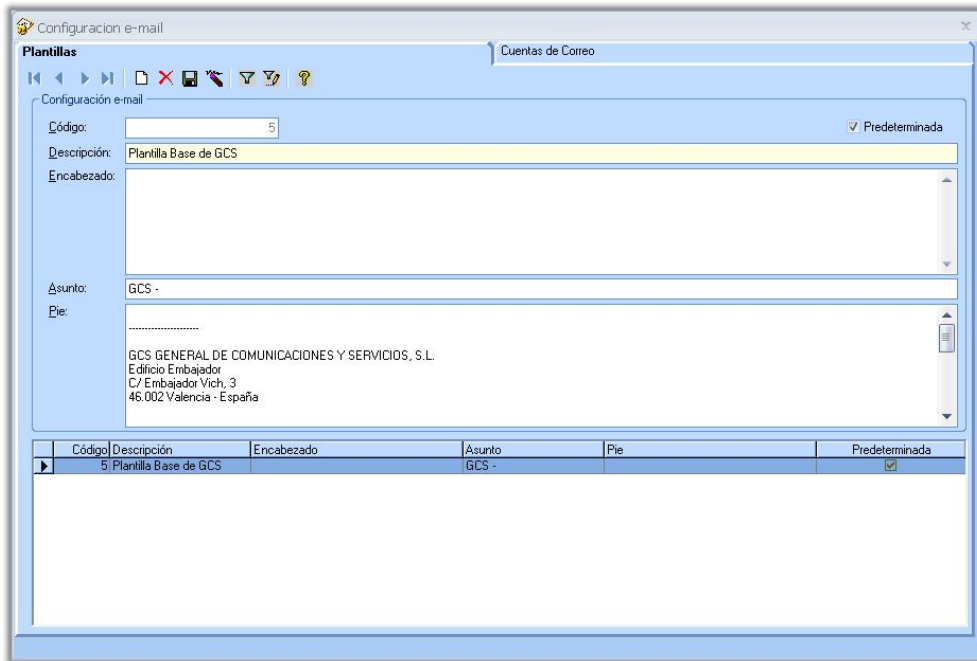 Configuracion e-mail
Plantillas
Cuentas de Correo
Configuración e-mail
Código: 5
Predeterminada
Descripción: Plantilla Base de GCS
Encabezado:
Asunto: GCS -
Pie:
----------------------
GCS GENERAL DE COMUNICACIONES Y SERVICIOS, S.L.
Edificio Embajador
C/ Embajador Vich, 3
46.002 Valencia - España
Código Descripción Encabezado Asunto Pie Predeterminada
5 Plantilla Base de GCS GCS -